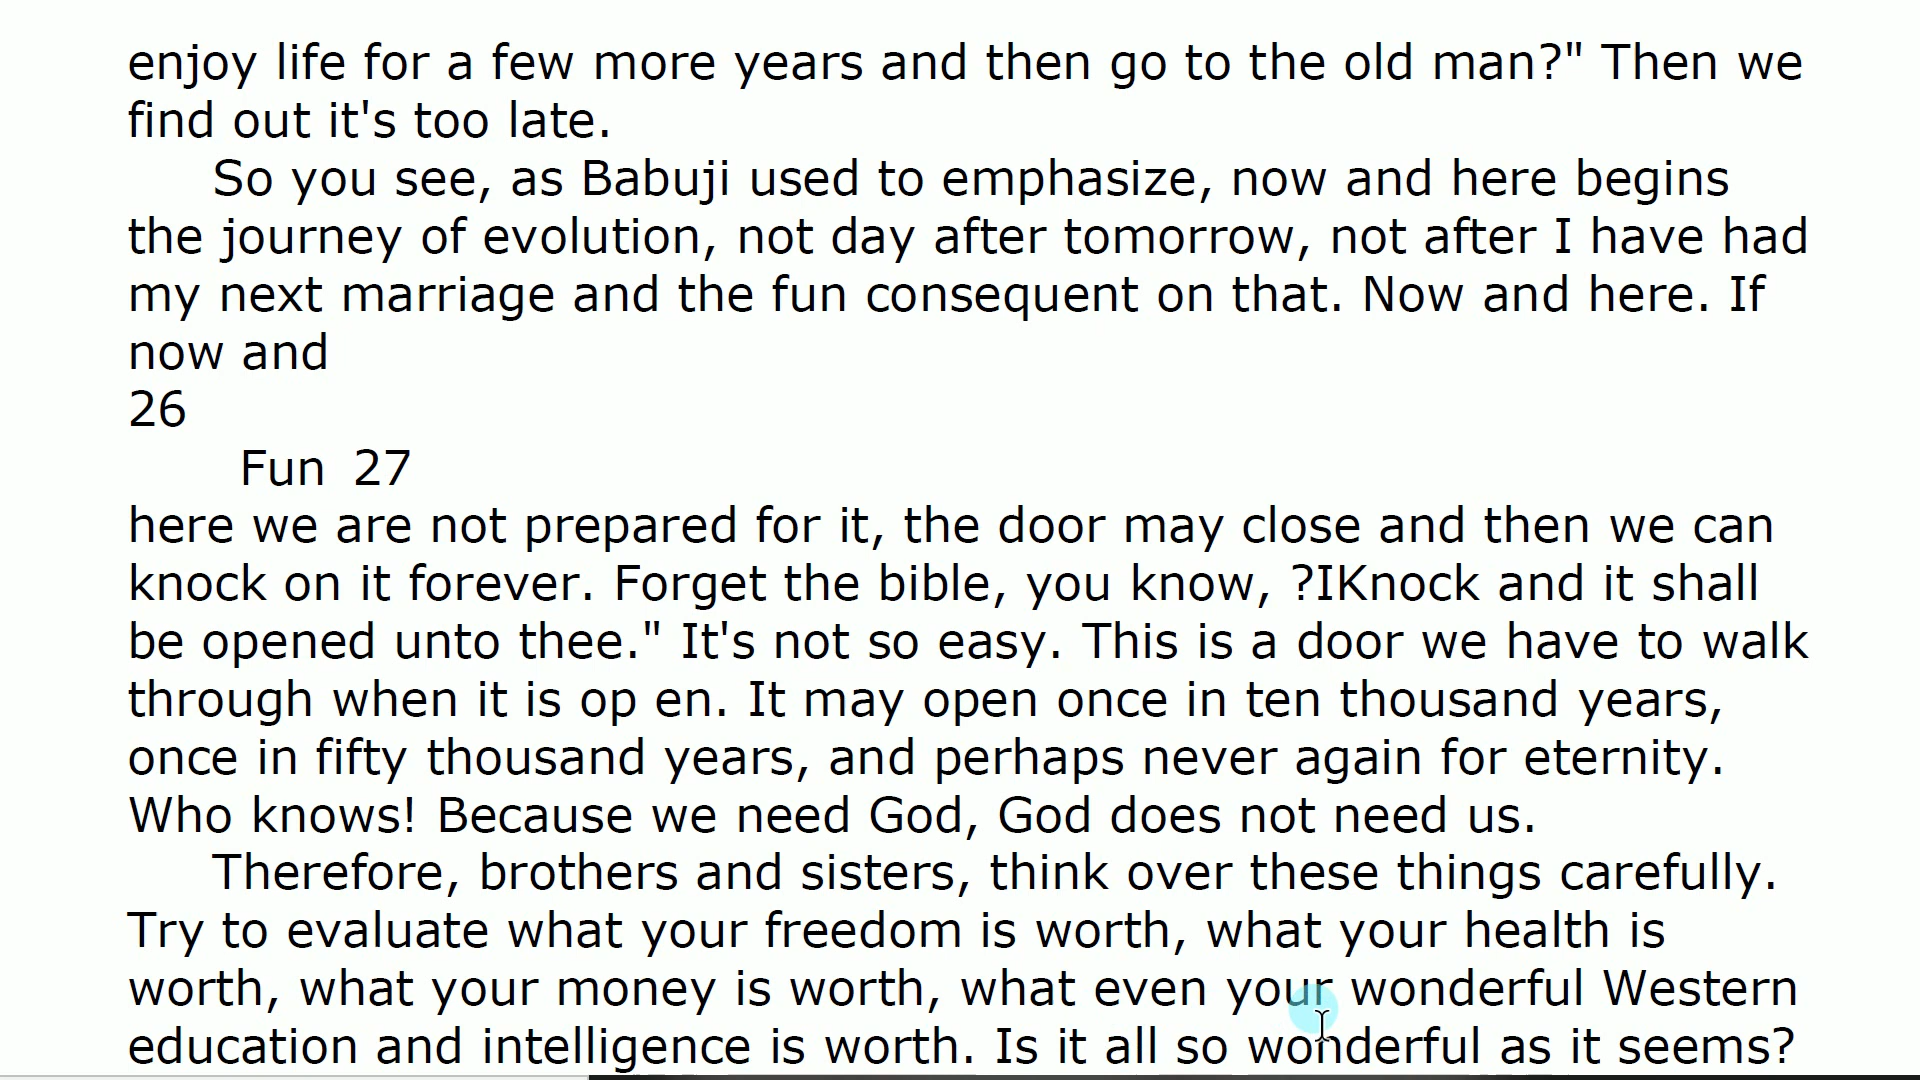 enjoy life for a few more years and then go to the old man?" Then we
find out it's too late.
So you see, as Babuji used to emphasize, now and here begins
the journey of evolution, not day after tomorrow, not after I have had
my next marriage and the fun consequent on that. Now and here. If
now and
26
Fun 27
here we are not prepared for it, the door may close and then we can
knock on it forever. Forget the bible, you know, ?IKnock and it shall
be opened unto thee." It's not so easy. This is a door we have to walk
through when it is op en. It may open once in ten thousand years,
once in fifty thousand years, and perhaps never again for eternity.
Who knows! Because we need God, God does not need us.
Therefore, brothers and sisters, think over these things carefully.
Try to evaluate what your freedom is worth, what your health is
worth, what your money is worth, what even your wonderful Western
education and intelligence is worth. Is it all so wonderful as it seems?